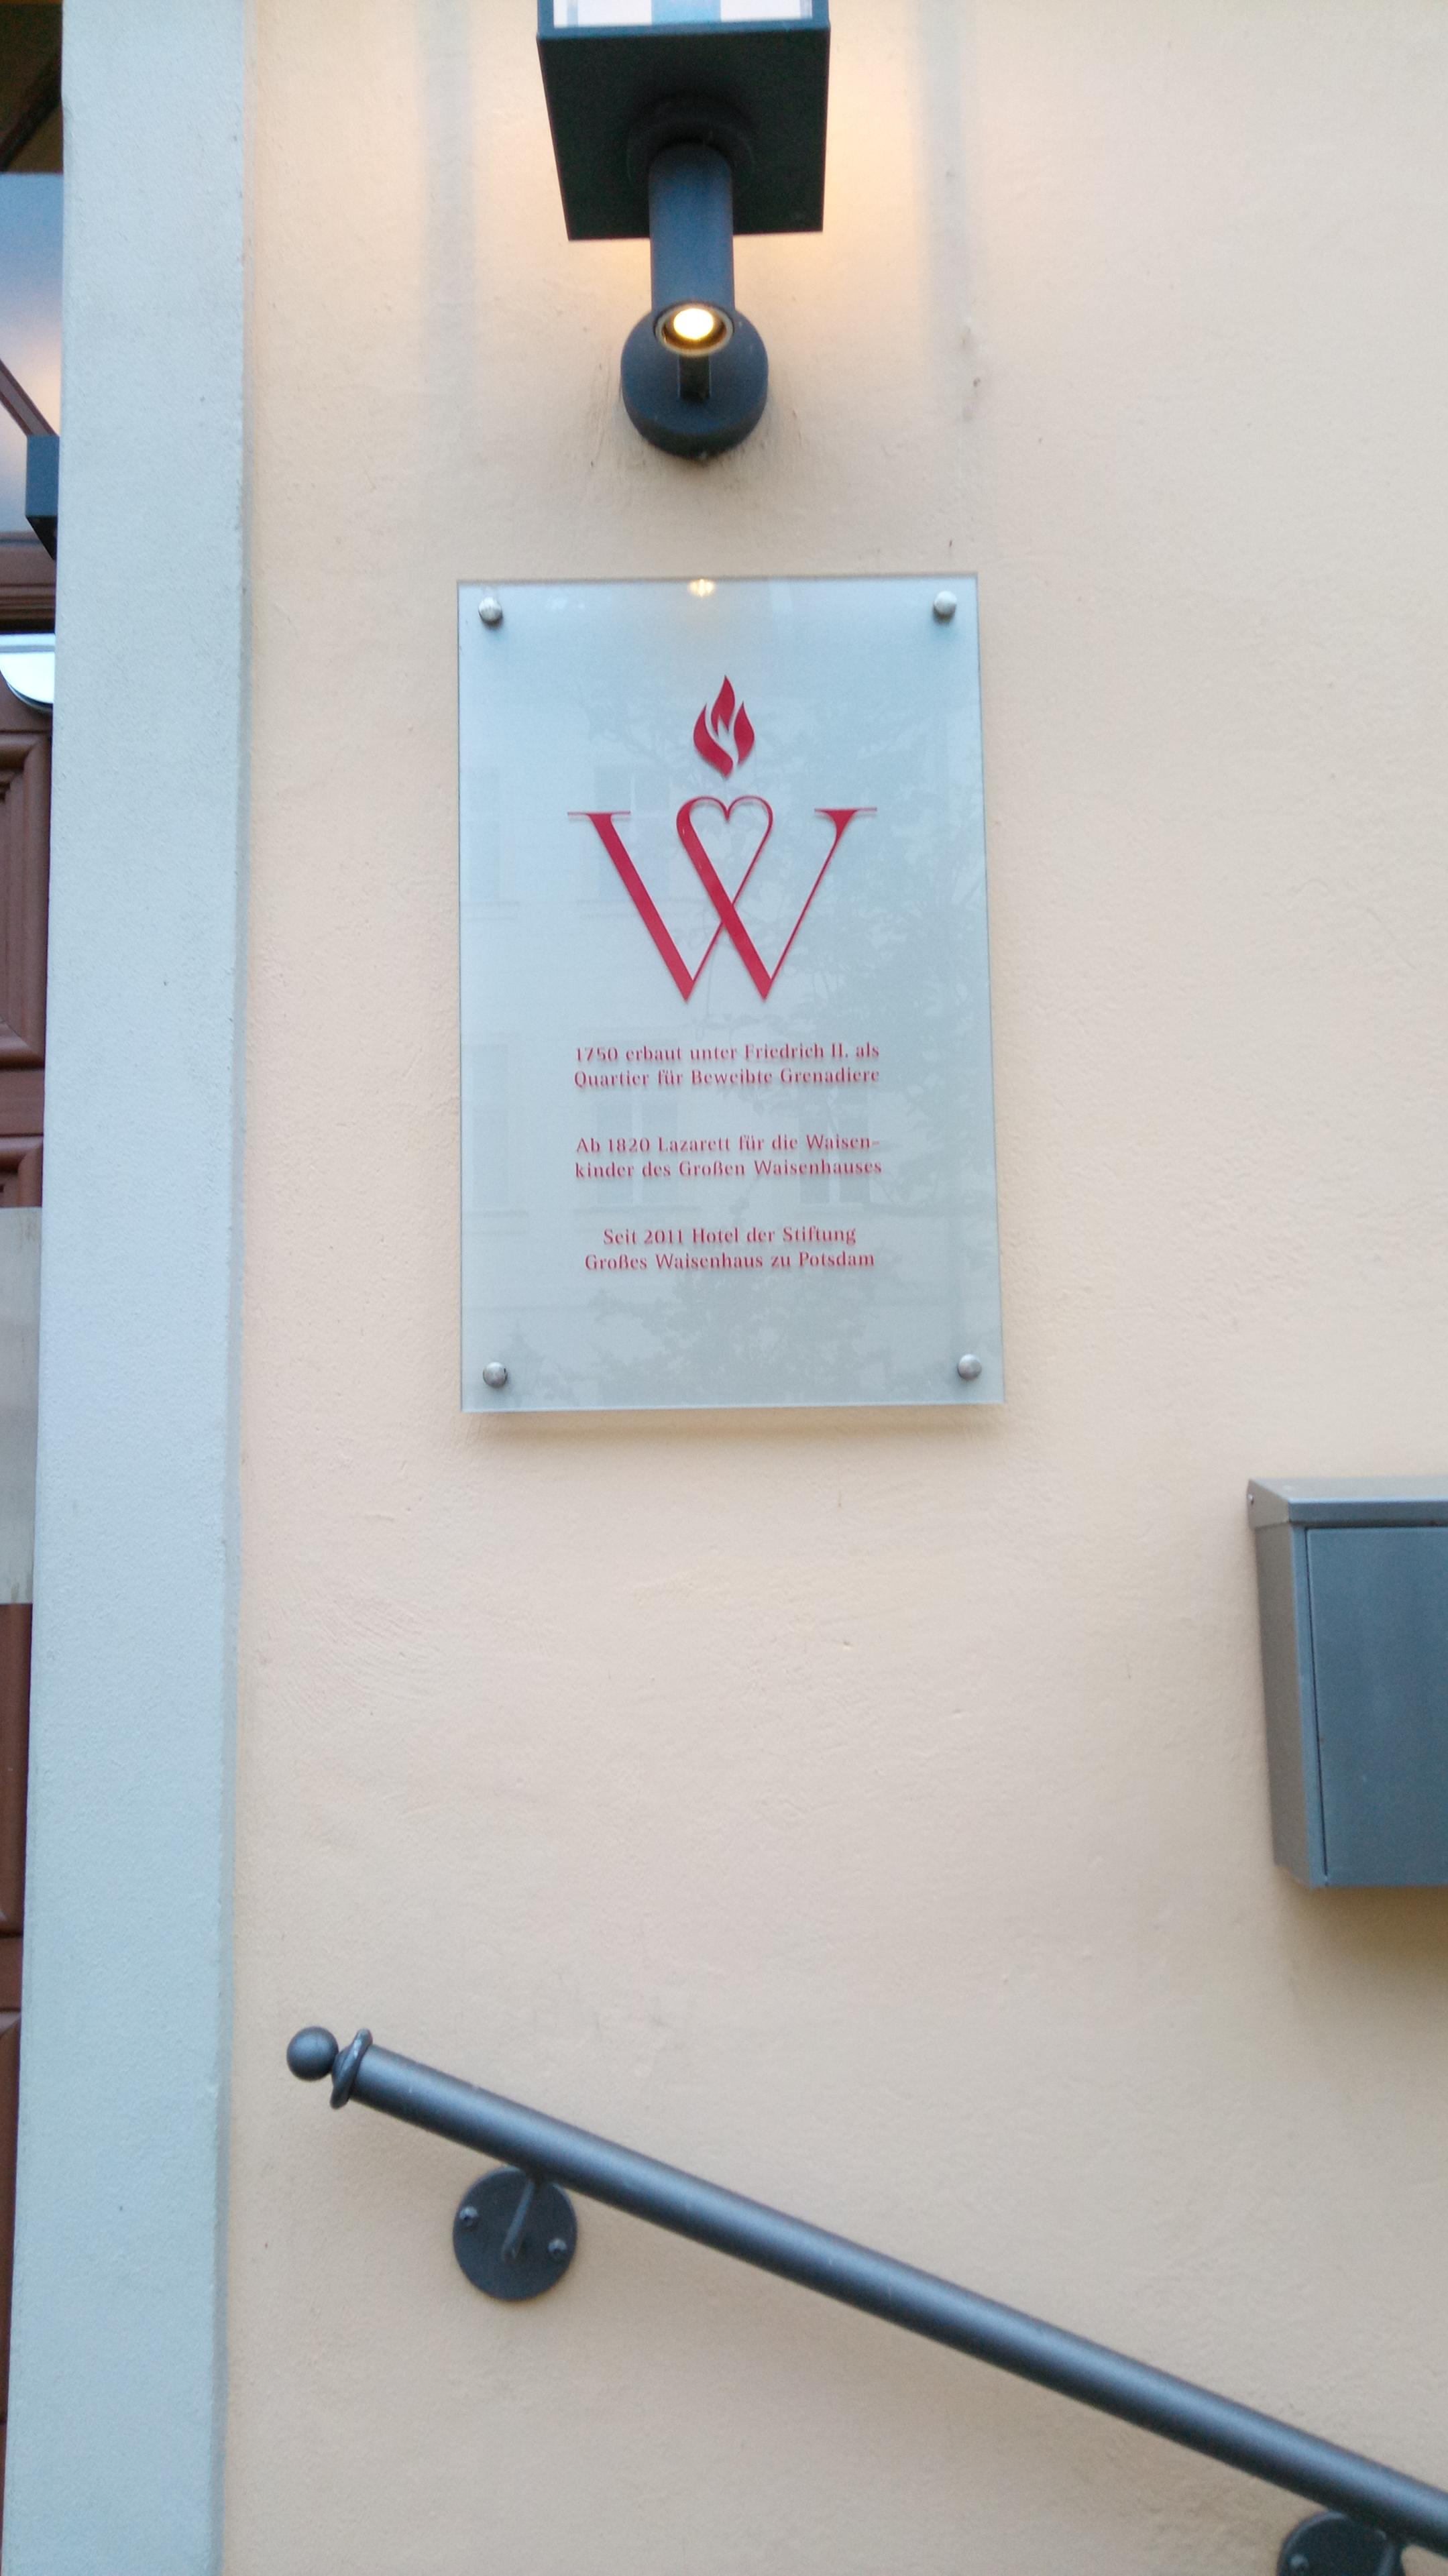 W
1750 erbaut unter Friedrich II. als
Quartier für Beweibte Grenadiere
Ab 1820 Lazarett für die Waisen-
kinder des Großen Waisenhauses
Seit 2011 Hotel der Stiftung
Großes Waisenhaus zu Potsdam